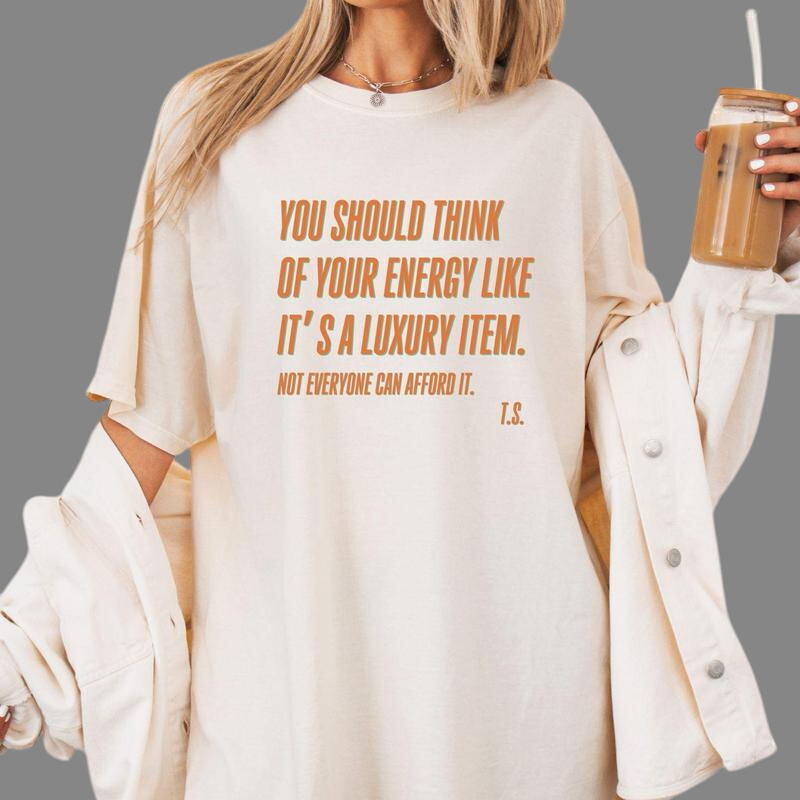 YOU SHOULD THINK
OF YOUR ENERGY LIKE
IT'S A LUXURY ITEM.
NOT EVERYONE CAN AFFORD IT.
T.S.